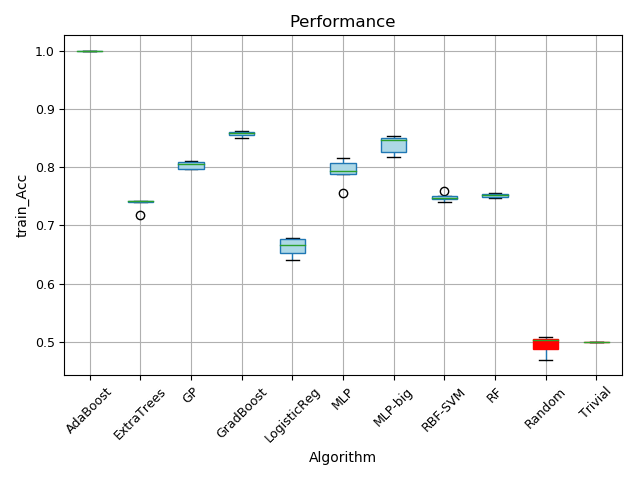 Performance
train_Acc
1.0
0.9
0.8
0.7
0.6
0.5
AdaBoost
ExtraTrees
GP
GradBoost
LogisticReg
MLP
MLP-big
RBF-SVM
RF
Random
Trivial
Algorithm